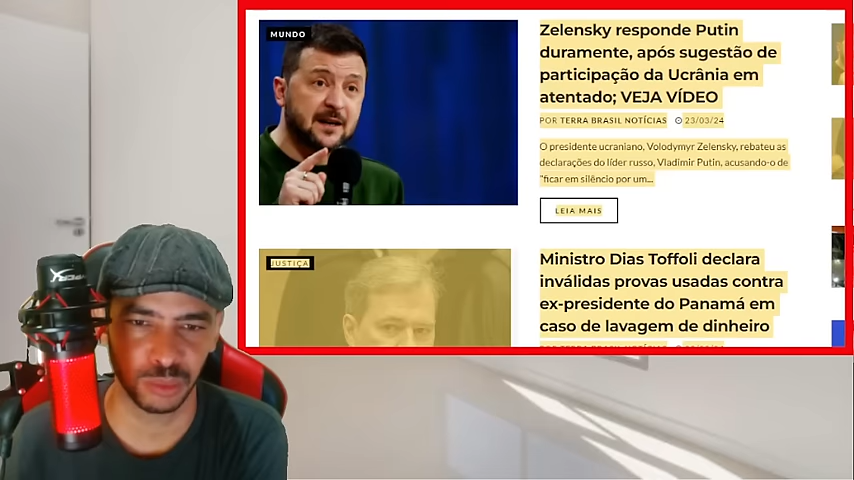 MUNDO
Zelensky responde Putin
duramente, após sugestão de
participação da Ucrânia em
atentado; VEJA VÍDEO
POR TERRA BRASIL NOTÍCIAS 23/03/24
O presidente ucraniano, Volodymyr Zelensky, rebateu as
declarações do líder russo, Vladimir Putin, acusando-o de
"ficar em silêncio por um...
LEIA MAIS
JUSTIÇA
Ministro Dias Toffoli declara
inválidas provas usadas contra
ex-presidente do Panamá em
caso de lavagem de dinheiro